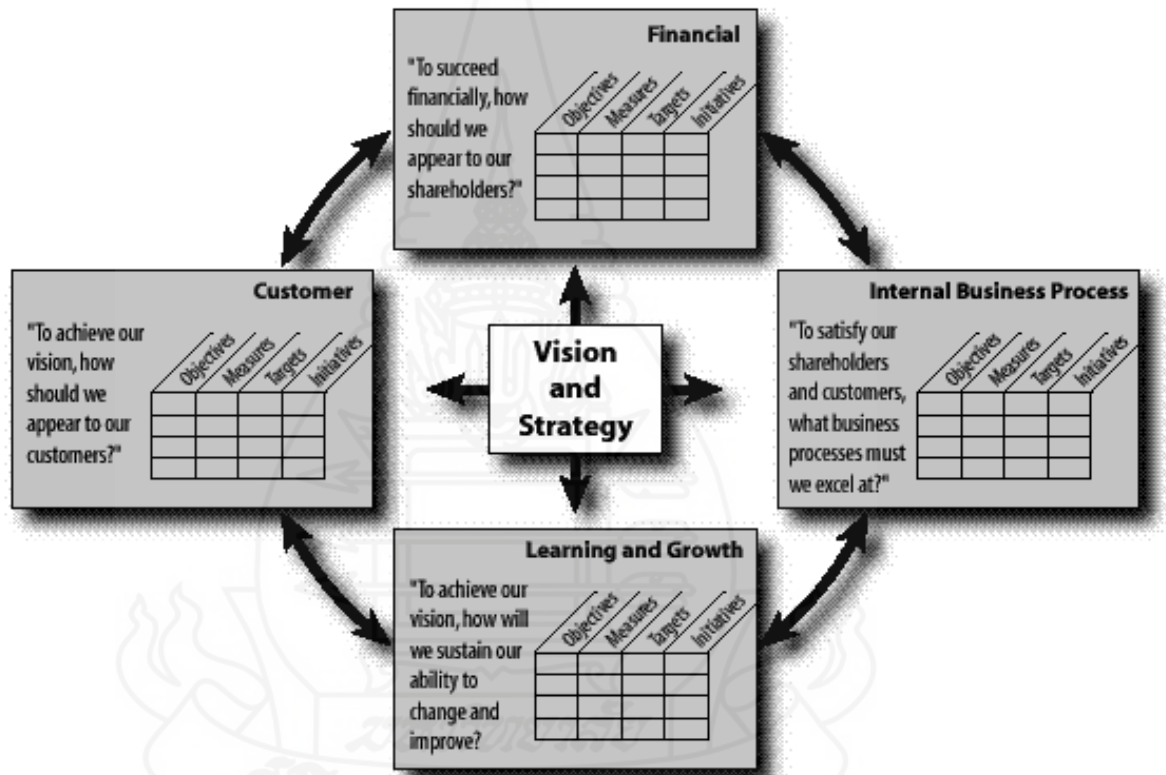 Financial
"To succeed
financially, how
should we
appear to our
shareholders?"
Objectives Measures Targets Initiatives
Customer
"To achieve our
vision, how
should we
appear to our
customers?"
Objectives Measures Targets Initiatives
Vision
and
Strategy
Internal Business Process
"To satisfy our
shareholders
and customers,
what business
processes must
we excel at?"
Objectives Measures Targets Initiatives
Learning and Growth
"To achieve our
vision, how will
we sustain our
ability to
change and
improve?
Objectives Measures Targets Initiatives